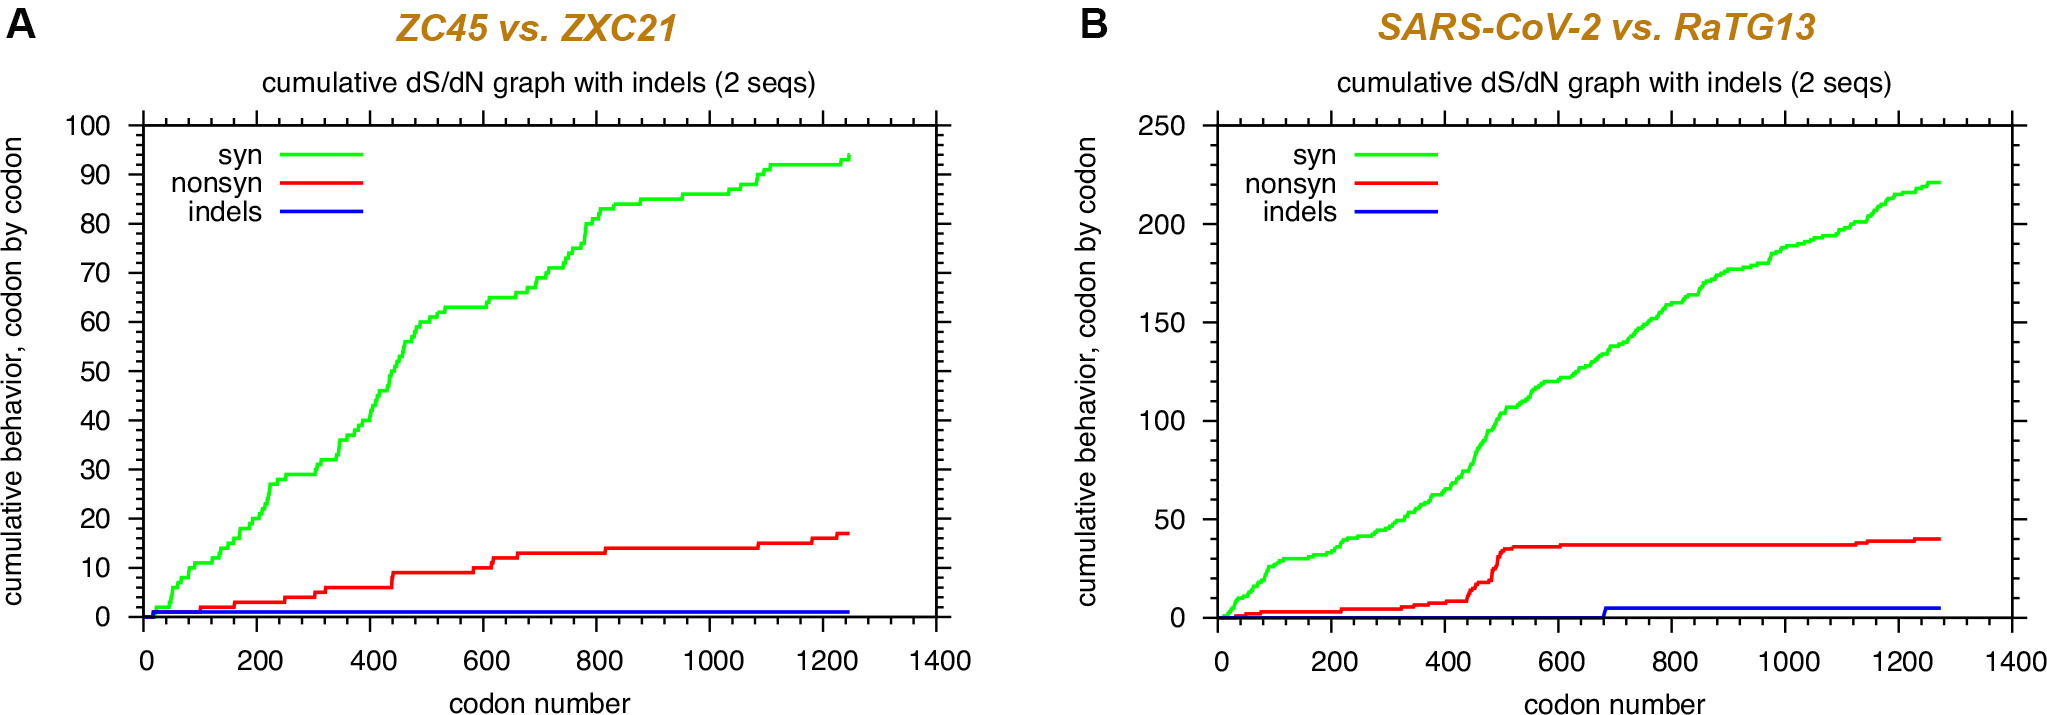 A
ZC45 vs. ZXC21
cumulative dS/dN graph with indels (2 seqs)
cumulative behavior, codon by codon
100
90
80
70
60
50
40
30
20
10
0
syn
nonsyn
indels
0 200 400 600 800 1000 1200 1400
codon number
B
SARS-CoV-2 vs. RaTG13
cumulative dS/dN graph with indels (2 seqs)
cumulative behavior, codon by codon
250
200
150
100
50
0
syn
nonsyn
indels
0 200 400 600 800 1000 1200 1400
codon number